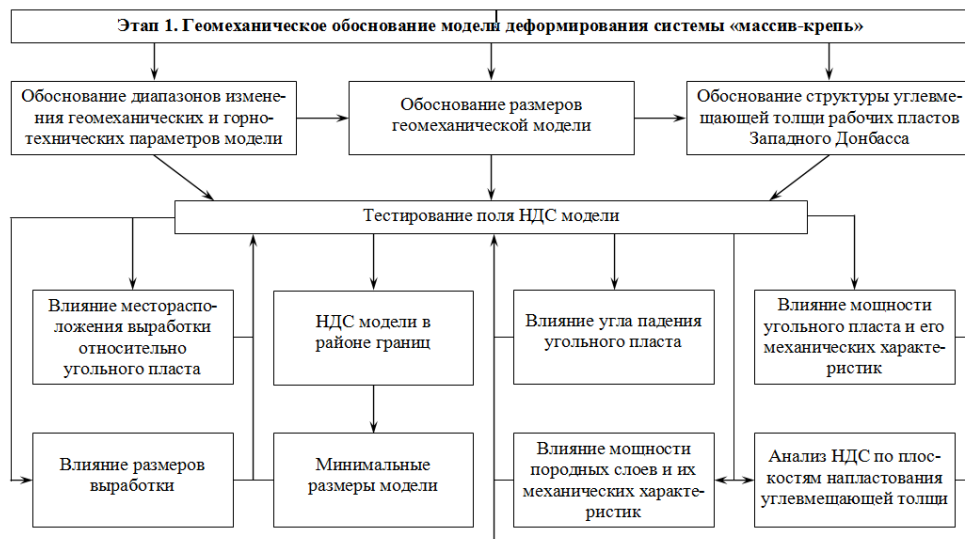 Этап 1. Геомеханическое обоснование модели деформирования системы «массив-крепь»
Обоснование диапазонов измене-
ния геомеханических и горно-
технических параметров модели
Обоснование размеров
геомеханической модели
Обоснование структуры углевме-
щающей толщи рабочих пластов
Западного Донбасса
Тестирование поля НДС модели
Влияние месторасpo-
ложения выработки
относительно
угольного пласта
НДС модели в
районе границ
Влияние угла падения
угольного пласта
Влияние мощности
угольного пласта и его
механических характе-
ристик
Влияние размеров
выработки
Минимальные
размеры модели
Влияние мощности
породных слоев и их
механических характе-
ристик
Анализ НДС по плос-
костям напластования
углевмещающей толщи